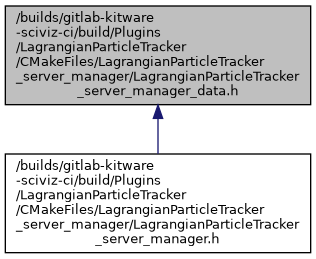 /builds/gitlab-kitware
-sciviz-ci/build/Plugins
/LagrangianParticleTracker
/CMakeFiles/LagrangianParticleTracker
_server_manager/LagrangianParticleTracker
_server_manager_data.h
/builds/gitlab-kitware
-sciviz-ci/build/Plugins
/LagrangianParticleTracker
/CMakeFiles/LagrangianParticleTracker
_server_manager/LagrangianParticleTracker
_server_manager.h